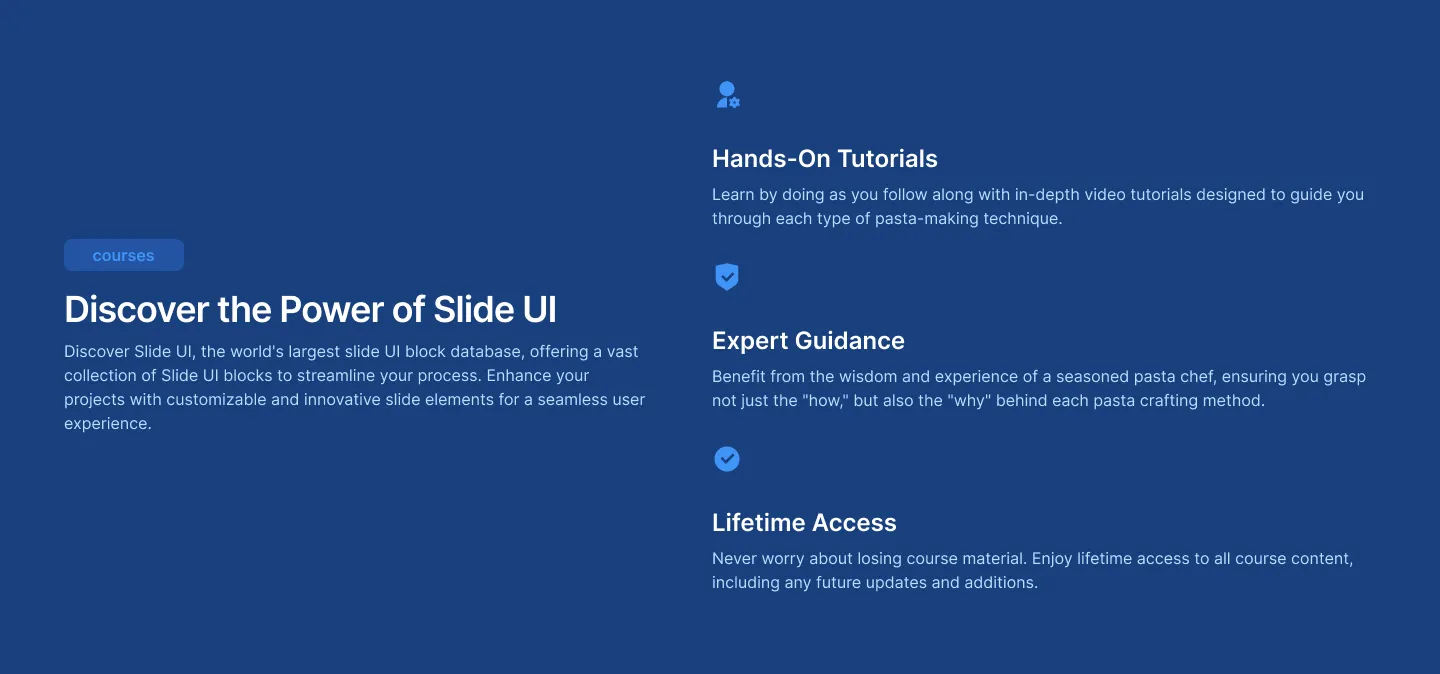 courses
Discover the Power of Slide UI
Discover Slide UI, the world's largest slide UI block database, offering a vast
collection of Slide UI blocks to streamline your process. Enhance your
projects with customizable and innovative slide elements for a seamless user
experience.
Hands-On Tutorials
Learn by doing as you follow along with in-depth video tutorials designed to guide you
through each type of pasta-making technique.
Expert Guidance
Benefit from the wisdom and experience of a seasoned pasta chef, ensuring you grasp
not just the "how," but also the "why" behind each pasta crafting method.
Lifetime Access
Never worry about losing course material. Enjoy lifetime access to all course content,
including any future updates and additions.